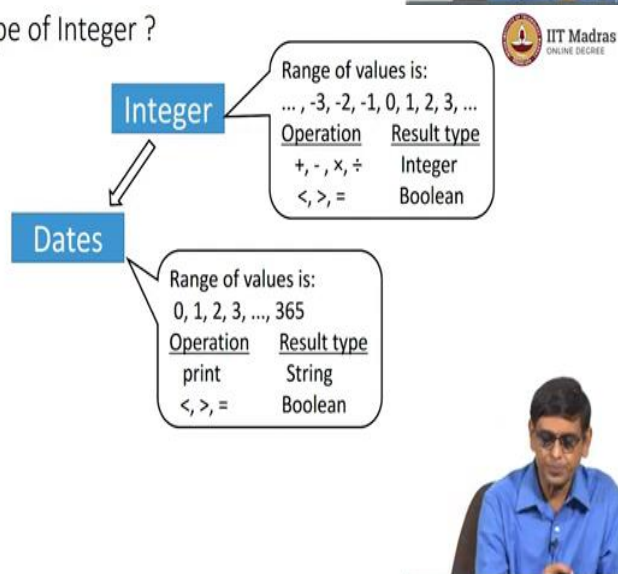 pe of Integer ?
IIT Madras
ONLINE DEGREE
Integer
Range of values is:
... , -3, -2, -1, 0, 1, 2, 3, ...
Operation Result type
+, - , ×, ÷ Integer
<, >, = Boolean
Dates
Range of values is:
0, 1, 2, 3, ..., 365
Operation Result type
print String
<, >, = Boolean